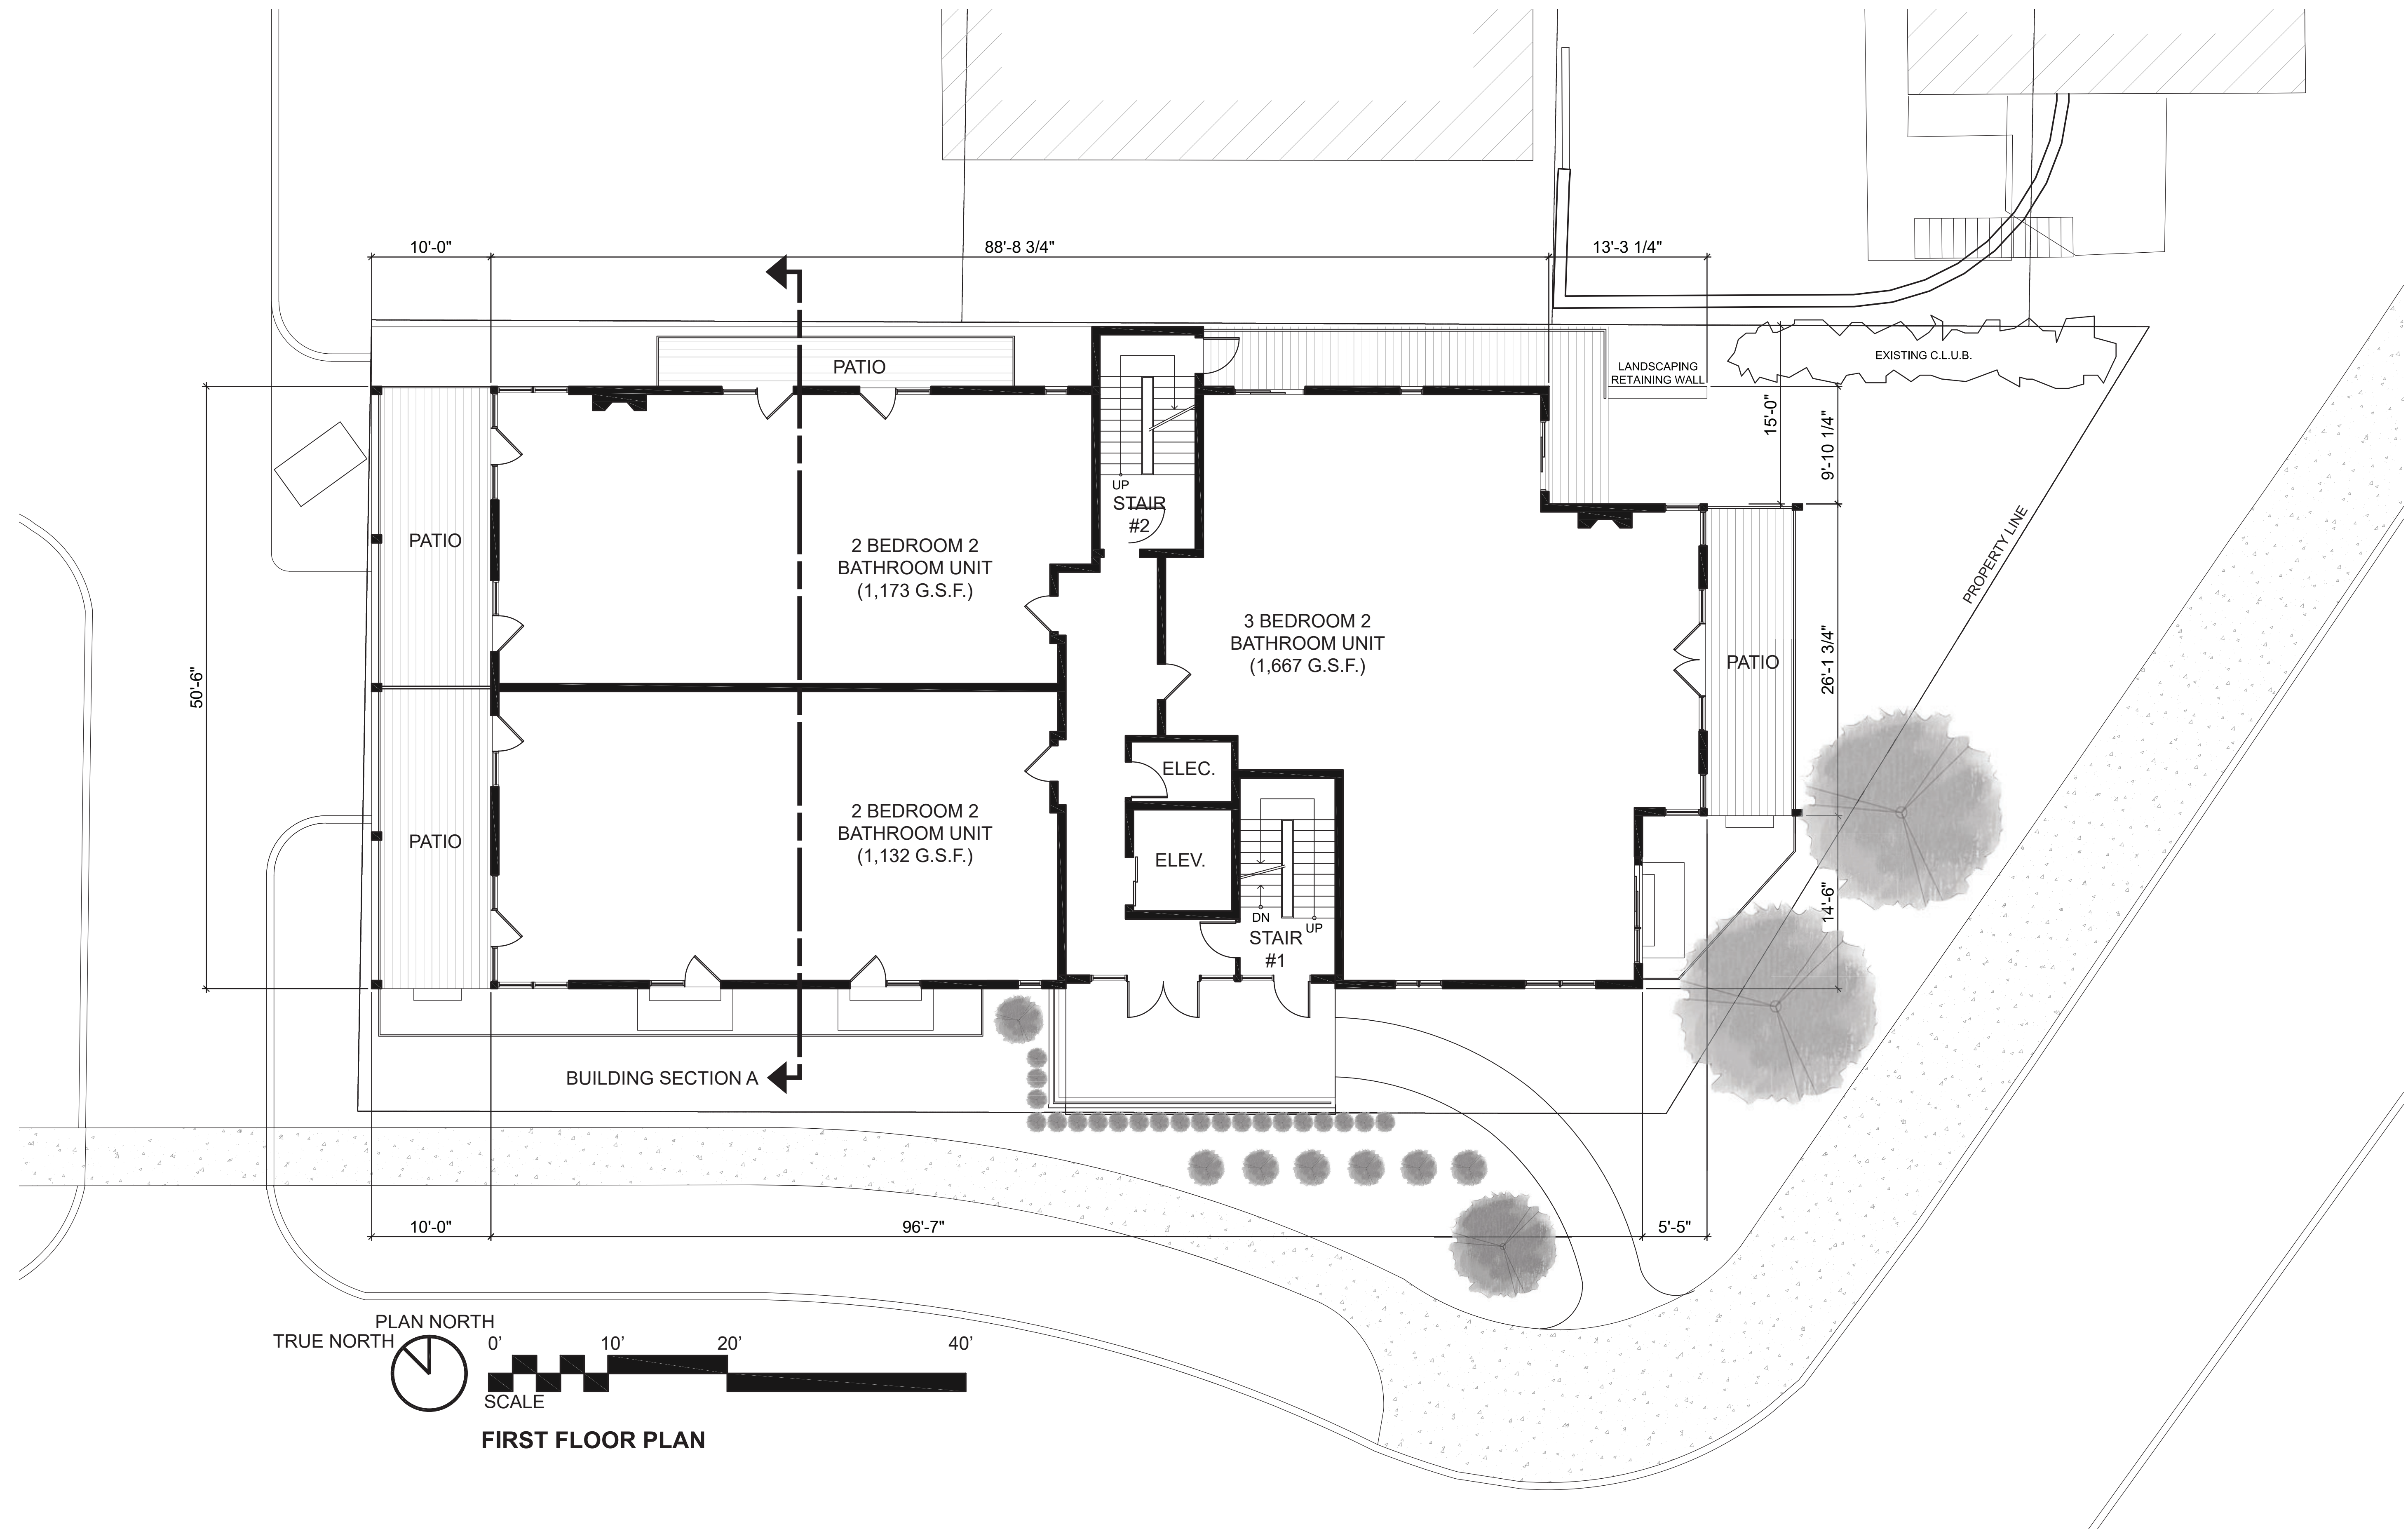 10'-0"
88'-8 3/4"
13'-3 1/4"
PATIO
LANDSCAPING
RETAINING WALL
EXISTING C.L.U.B.
15'-0"
9'-10 1/4"
UP
STAIR
#2
PATIO
2 BEDROOM 2
BATHROOM UNIT
(1,173 G.S.F.)
3 BEDROOM 2
BATHROOM UNIT
(1,667 G.S.F.)
PROPERTY LINE
50'-6"
PATIO
26'-1 3/4"
ELEC.
PATIO
2 BEDROOM 2
BATHROOM UNIT
(1,132 G.S.F.)
ELEV.
DN
UP
STAIR
#1
14'-6"
BUILDING SECTION A
10'-0"
96'-7"
5'-5"
PLAN NORTH
TRUE NORTH
0’
10’
20’
40’
SCALE
FIRST FLOOR PLAN